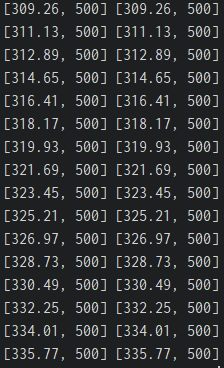 [309.26, 500] [309.26, 500]
[311.13, 500] [311.13, 500]
[312.89, 500] [312.89, 500]
[314.65, 500] [314.65, 500]
[316.41, 500] [316.41, 500]
[318.17, 500] [318.17, 500]
[319.93, 500] [319.93, 500]
[321.69, 500] [321.69, 500]
[323.45, 500] [323.45, 500]
[325.21, 500] [325.21, 500]
[326.97, 500] [326.97, 500]
[328.73, 500] [328.73, 500]
[330.49, 500] [330.49, 500]
[332.25, 500] [332.25, 500]
[334.01, 500] [334.01, 500]
[335.77, 500] [335.77, 500]